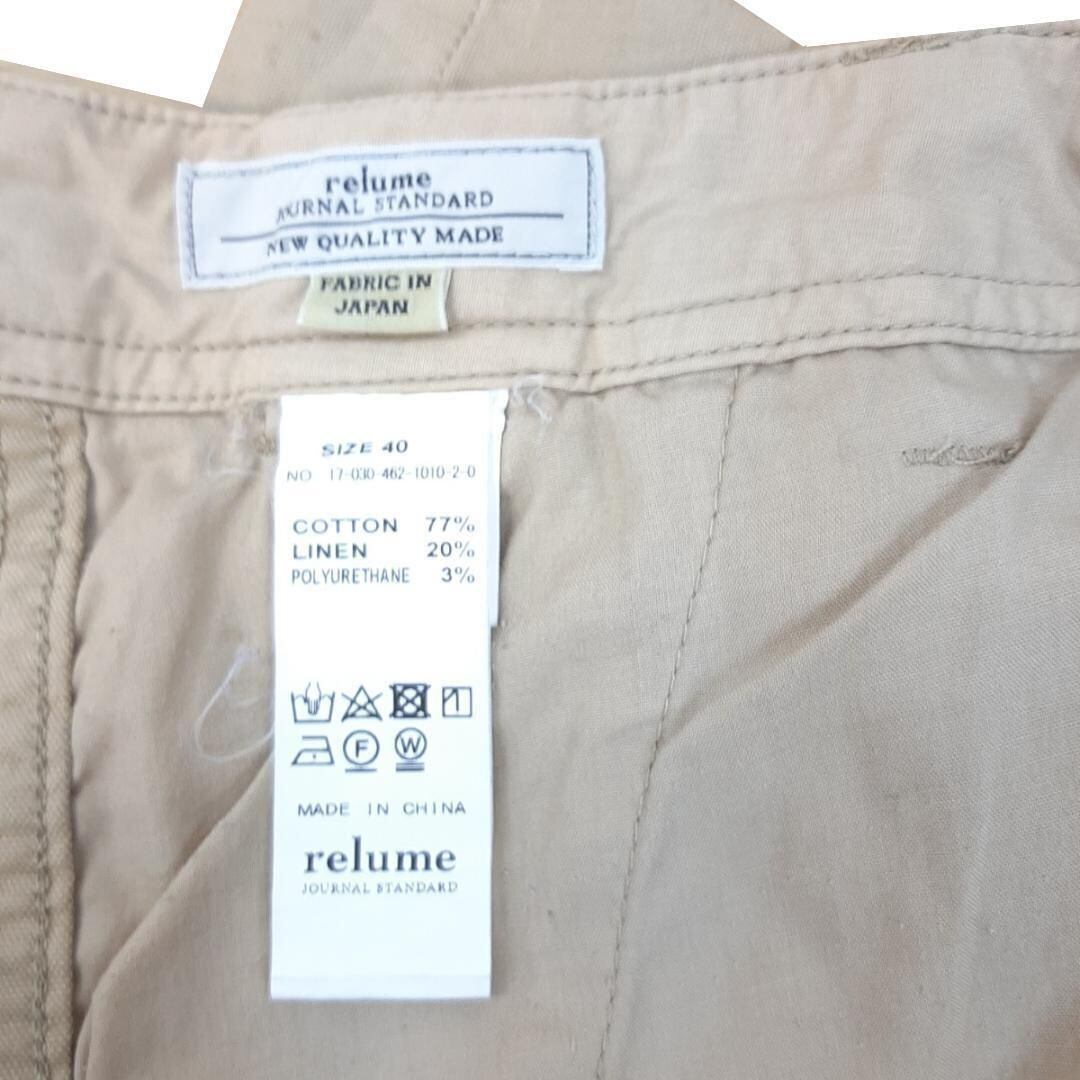 relume
JOURNAL STANDARD
NEW QUALITY MADE
FABRIC IN
JAPAN
SIZE 40
NO 17-030-462-1010-2-0
COTTON 77%
LINEN 20%
POLYURETHANE 3%
F W
MADE IN CHINA
relume
JOURNAL STANDARD